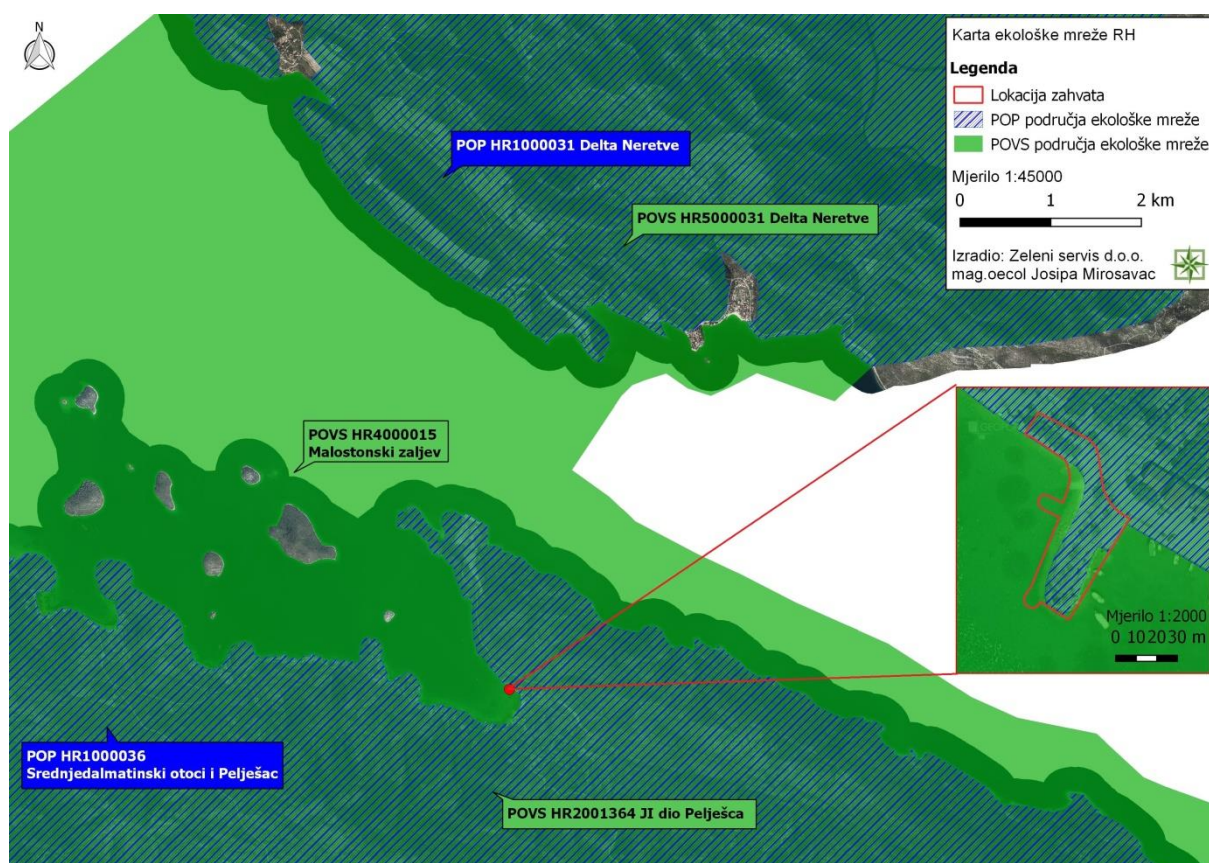 N
Karta ekološke mreže RH
Legenda
Lokacija zahvata
POP područja ekološke mreže
POVS područja ekološke mreže
Mjerilo 1:45000
0 1 2 km
Izradio: Zeleni servis d.o.o.
mag.oecol Josipa Mirosavac
POP HR1000031 Delta Neretve
POVS HR5000031 Delta Neretve
POVS HR4000015
Malostonski zaljev
Mjerilo 1:2000
0 102030 m
POP HR1000036
Srednjedalmatinski otoci i Pelješac
POVS HR2001364 JI dio Pelješca